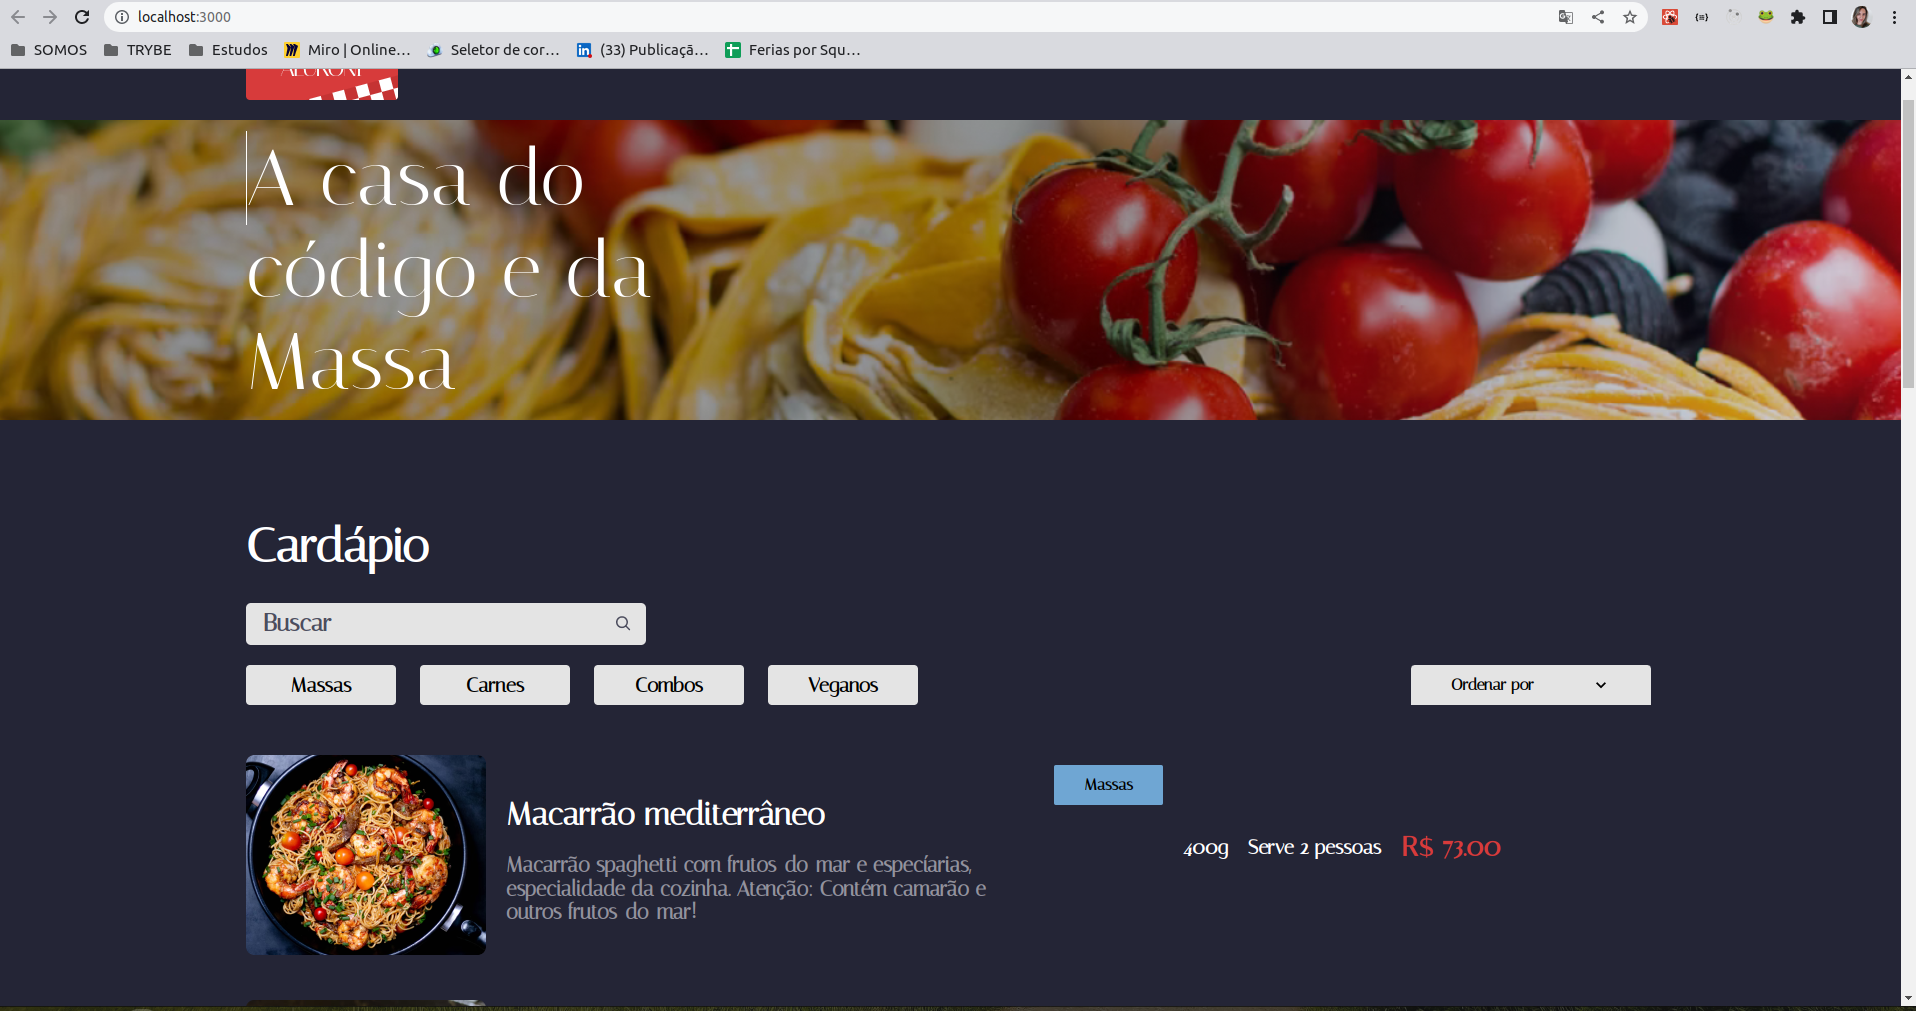 localhost:3000
SOMOS
TRYBE
Estudos
Miro | Online...
Seletor de cor...
(33) Publicaçã...
Ferias por Squ...
A casa do
código e da
Massa
Cardápio
Buscar
Massas
Carnes
Combos
Veganos
Ordenar por
Macarrão mediterrâneo
Macarrão spaghetti com frutos do mar e especíarias,
especialidade da cozinha. Atenção: Contém camarão e
outros frutos do mar!
Massas
400g
Serve 2 pessoas
R$ 73.00